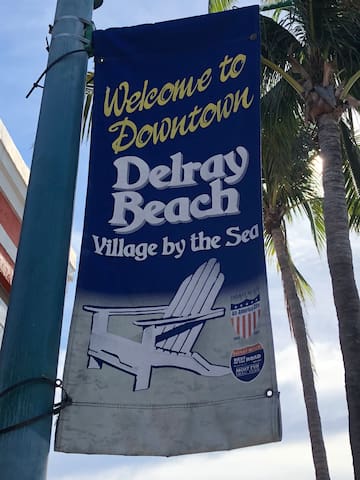 Welcome to
Downtown
Delray
Beach
Village by the Sea